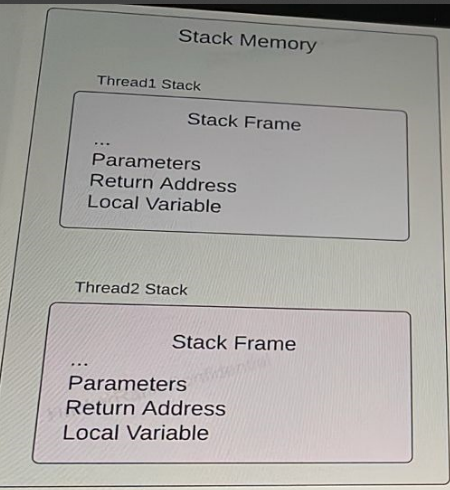 Stack Memory
Thread1 Stack
Stack Frame
...
Parameters
Return Address
Local Variable
Thread2 Stack
Stack Frame
...
Parameters
Return Address
Local Variable